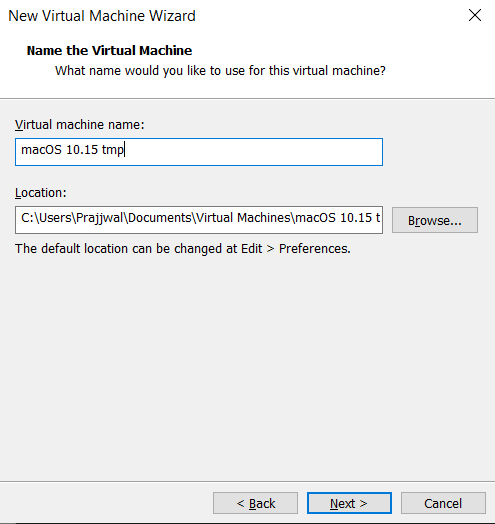 New Virtual Machine Wizard
Name the Virtual Machine
What name would you like to use for this virtual machine?
Virtual machine name:
macOS 10.15 tmp
Location:
C:\Users\Prajjwal\Documents\Virtual Machines\macOS 10.15 t
Browse...
The default location can be changed at Edit > Preferences.
< Back
Next >
Cancel